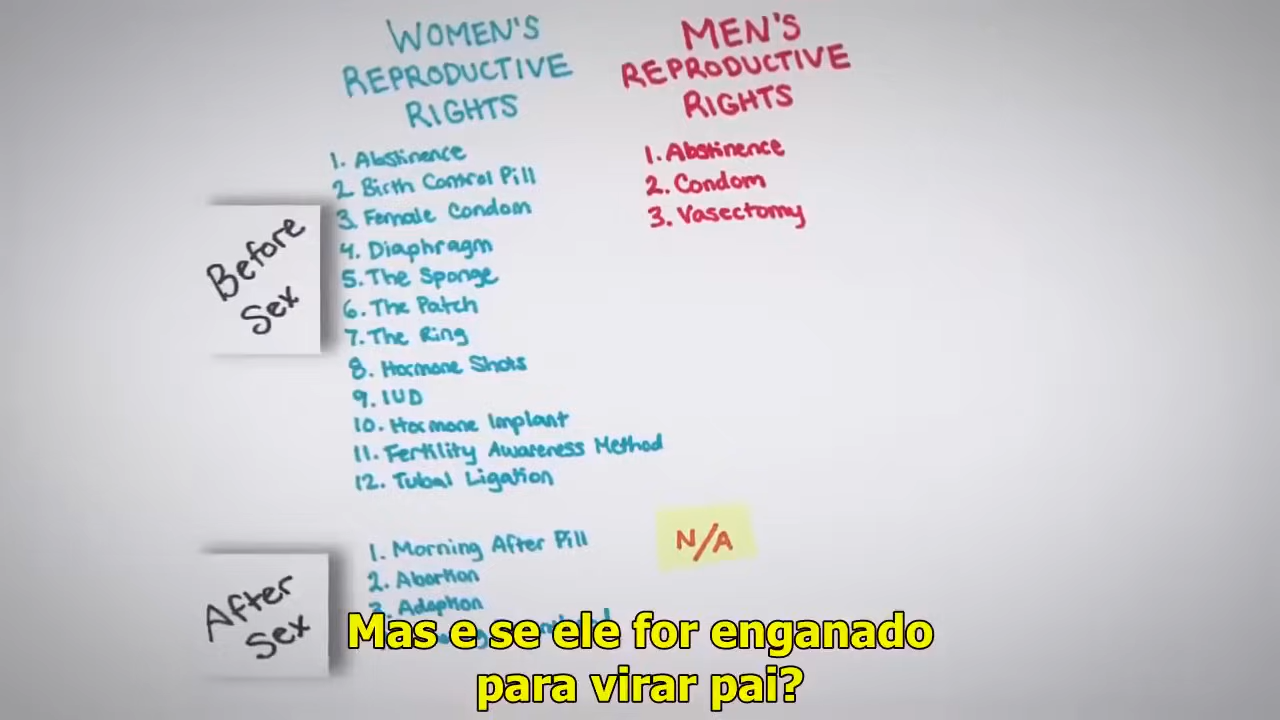 WOMEN'S
REPRODUCTIVE
RIGHTS
MEN'S
REPRODUCTIVE
RIGHTS
Before
Sex
1. Abstinence
2. Birth Control Pill
3. Female Condom
4. Diaphragm
5. The Sponge
6. The Patch
7. The Ring
8. Hormone Shots
9. IUD
10. Hormone Implant
11. Fertility Awareness Method
12. Tubal Ligation
1. Abstinence
2. Condom
3. Vasectomy
After
Sex
1. Morning After Pill
2. Abortion
3. Adoption
N/A
Mas e se ele for enganado
para virar pai?